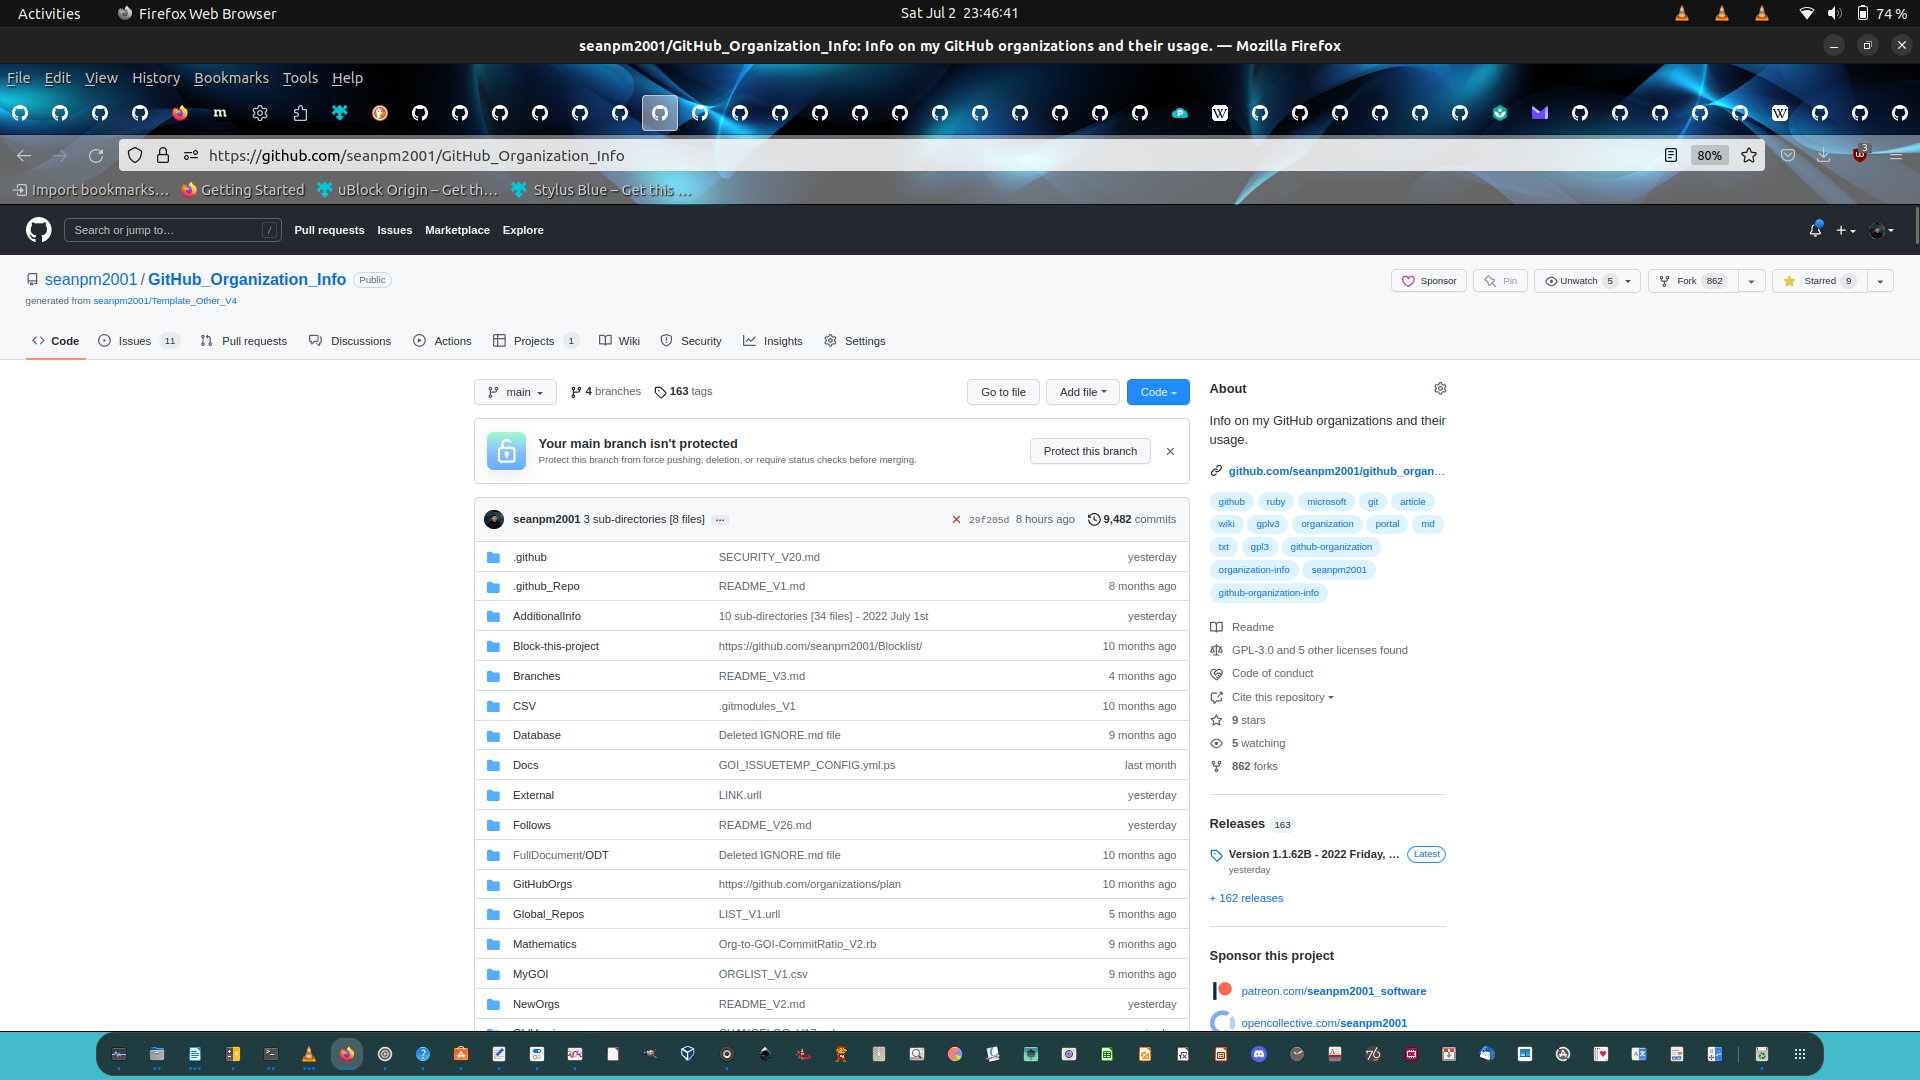 Activities
Firefox Web Browser
Sat Jul 2 23:46:41
74 %
seanpm2001/GitHub_Organization_Info: Info on my GitHub organizations and their usage. — Mozilla Firefox
File Edit View History Bookmarks Tools Help
https://github.com/seanpm2001/GitHub_Organization_Info
80%
3
Import bookmarks…
Getting Started
uBlock Origin – Get th…
Stylus Blue – Get this …
Search or jump to…
/
Pull requests
Issues
Marketplace
Explore
seanpm2001 / GitHub_Organization_Info
Public
generated from seanpm2001/Template_Other_V4
Sponsor
Pin
Unwatch 5
Fork 862
Starred 9
Code
Issues 11
Pull requests
Discussions
Actions
Projects 1
Wiki
Security
Insights
Settings
main
4 branches
163 tags
Go to file
Add file
Code
Your main branch isn't protected
Protect this branch from force pushing, deletion, or require status checks before merging.
Protect this branch
seanpm2001 3 sub-directories [8 files] …
29f205d 8 hours ago
9,482 commits
.github SECURITY_V20.md yesterday
.github_Repo README_V1.md 8 months ago
AdditionalInfo 10 sub-directories [34 files] - 2022 July 1st yesterday
Block-this-project https://github.com/seanpm2001/Blocklist/ 10 months ago
Branches README_V3.md 4 months ago
CSV .gitmodules_V1 10 months ago
Database Deleted IGNORE.md file 9 months ago
Docs GOI_ISSUETEMP_CONFIG.yml.ps last month
External LINK.urll yesterday
Follows README_V26.md yesterday
FullDocument/ODT Deleted IGNORE.md file 10 months ago
GitHubOrgs https://github.com/organizations/plan 10 months ago
Global_Repos LIST_V1.urll 5 months ago
Mathematics Org-to-GOI-CommitRatio_V2.rb 9 months ago
MyGOI ORGLIST_V1.csv 9 months ago
NewOrgs README_V2.md yesterday
About
Info on my GitHub organizations and their
usage.
github.com/seanpm2001/github_organ…
github ruby microsoft git article
wiki gplv3 organization portal md
txt gpl3 github-organization
organization-info seanpm2001
github-organization-info
Readme
GPL-3.0 and 5 other licenses found
Code of conduct
Cite this repository
9 stars
5 watching
862 forks
Releases 163
Version 1.1.62B - 2022 Friday, … Latest
yesterday
+ 162 releases
Sponsor this project
patreon.com/seanpm2001_software
opencollective.com/seanpm2001